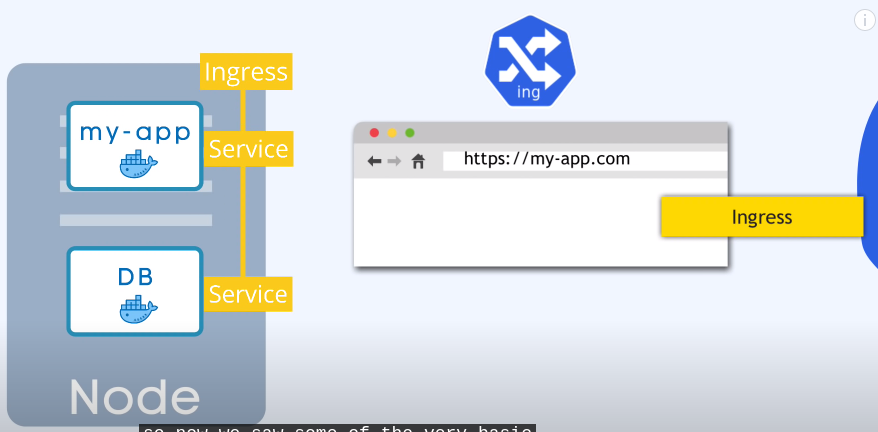 Ingress
my-app
Service
DB
Service
Node
ing
https://my-app.com
Ingress
i
so now we saw some of the very basic